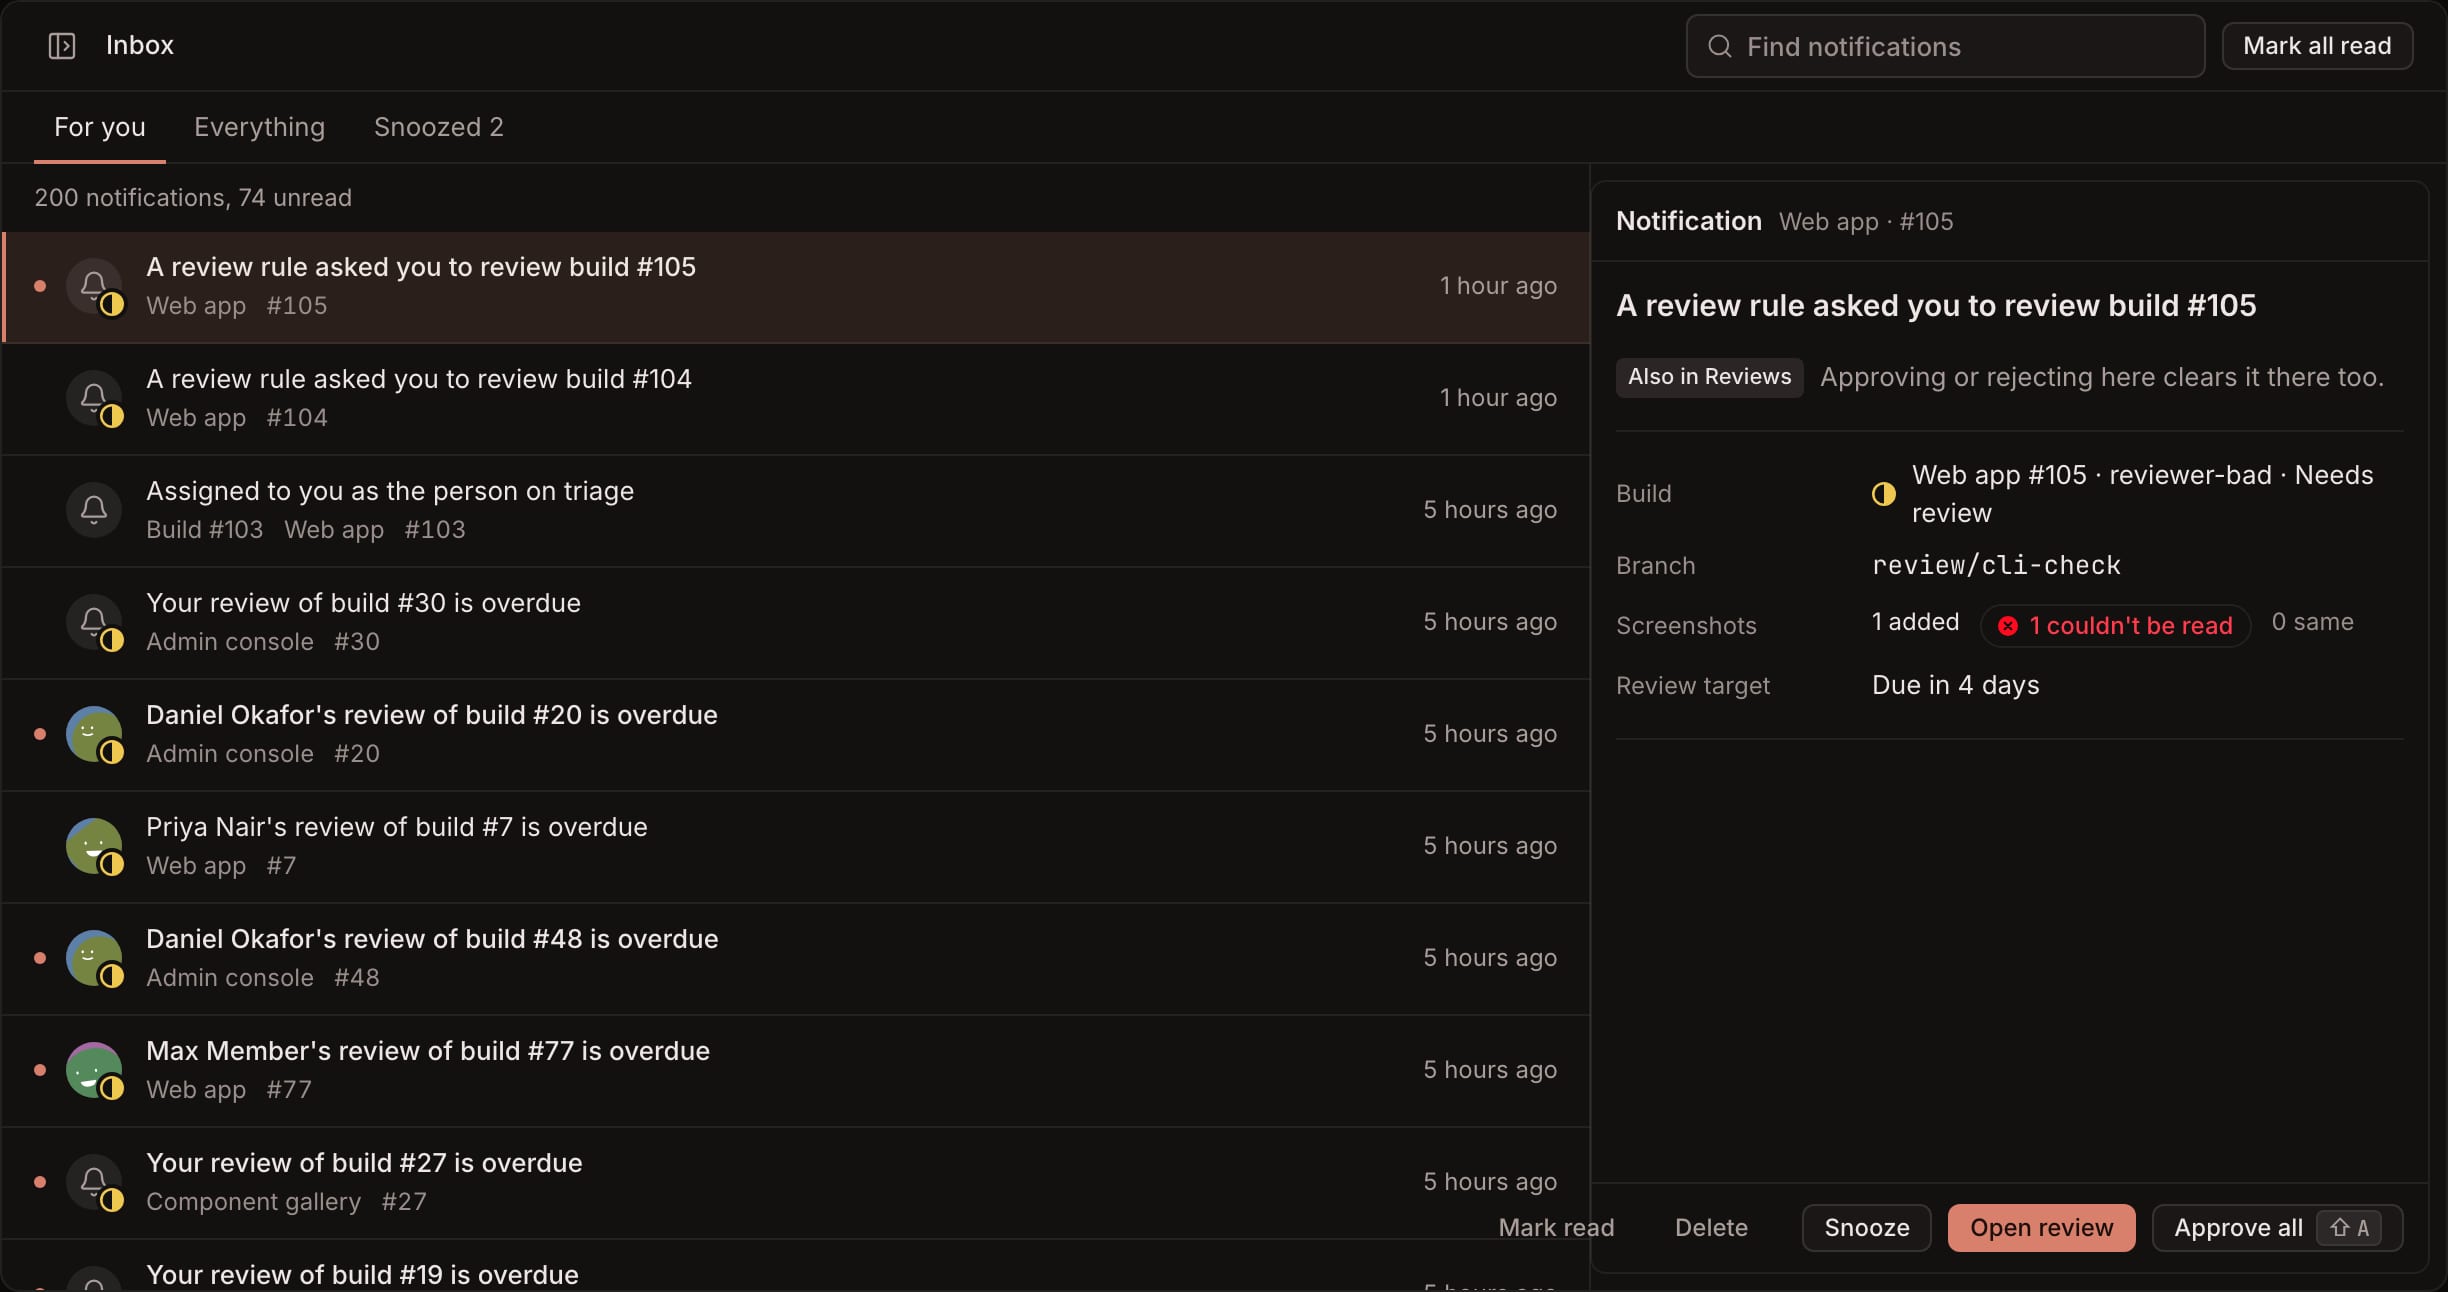 Inbox
Find notifications
Mark all read
For you
Everything
Snoozed 2
200 notifications, 74 unread
A review rule asked you to review build #105
Web app #105
1 hour ago
A review rule asked you to review build #104
Web app #104
1 hour ago
Assigned to you as the person on triage
Build #103 Web app #103
5 hours ago
Your review of build #30 is overdue
Admin console #30
5 hours ago
Daniel Okafor's review of build #20 is overdue
Admin console #20
5 hours ago
Priya Nair's review of build #7 is overdue
Web app #7
5 hours ago
Daniel Okafor's review of build #48 is overdue
Admin console #48
5 hours ago
Max Member's review of build #77 is overdue
Web app #77
5 hours ago
Your review of build #27 is overdue
Component gallery #27
5 hours ago
Your review of build #19 is overdue
5 hours ago
Notification Web app · #105
A review rule asked you to review build #105
Also in Reviews Approving or rejecting here clears it there too.
Build
Web app #105 · reviewer-bad · Needs
review
Branch review/cli-check
Screenshots 1 added 1 couldn't be read 0 same
Review target Due in 4 days
Mark read
Delete
Snooze
Open review
Approve all A